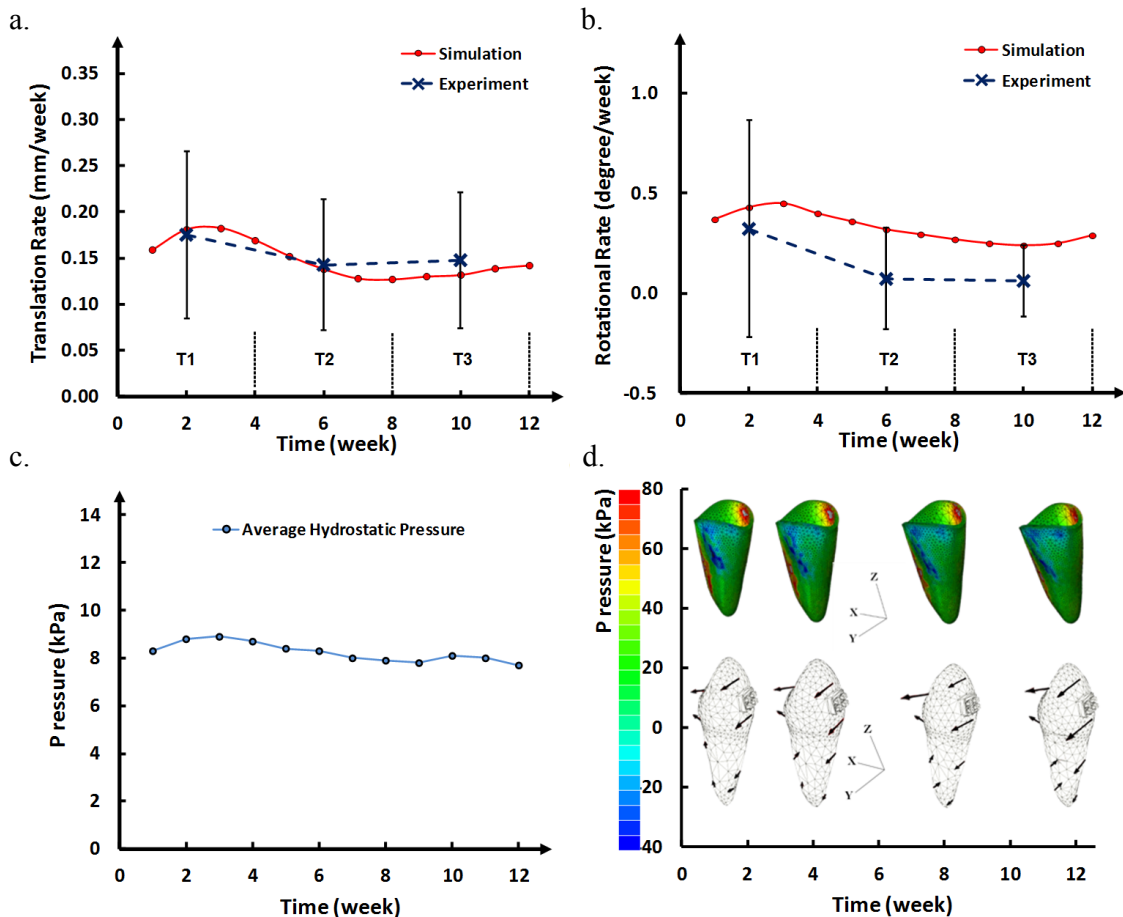 a.
Translation Rate (mm/week)
0.35
0.30
0.25
0.20
0.15
0.10
0.05
0.00
Simulation
Experiment
T1
T2
T3
0 2 4 6 8 10 12
Time (week)
b.
Rotational Rate (degree/week)
1.0
0.5
0.0
-0.5
Simulation
Experiment
T1
T2
T3
0 2 4 6 8 10 12
Time (week)
c.
P ressure (kPa)
14
12
10
8
6
4
2
0
Average Hydrostatic Pressure
0 2 4 6 8 10 12
Time (week)
d.
P ressure (kPa)
80
60
40
20
0
-20
40
Z
X
Y
Z
X
Y
0 2 4 6 8 10 12
Time (week)